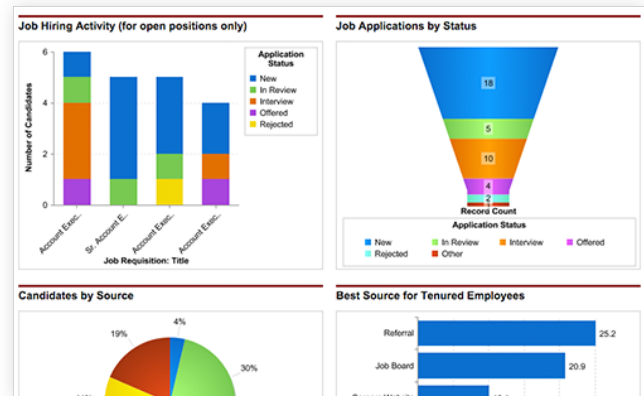 Job Hiring Activity (for open positions only)
6
4
2
0
Number of Candidates
Account Exec..
Sr. Account E..
Account Exec..
Account Exec..
Job Requisition: Title
Application
Status
New
In Review
Interview
Offered
Rejected
Job Applications by Status
18
5
10
4
2
Record Count
Application Status
New In Review Interview Offered
Rejected Other
Candidates by Source
4%
19%
30%
Best Source for Tenured Employees
Referral 25.2
Job Board 20.9